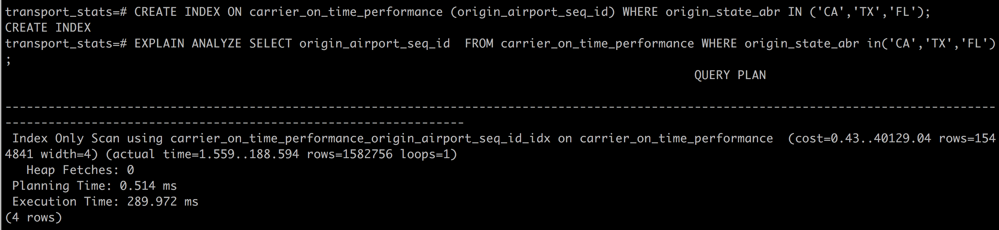 transport_stats=# CREATE INDEX ON carrier_on_time_performance (origin_airport_seq_id) WHERE origin_state_abr IN ('CA','TX','FL');
CREATE INDEX
transport_stats=# EXPLAIN ANALYZE SELECT origin_airport_seq_id  FROM carrier_on_time_performance WHERE origin_state_abr in('CA','TX','FL')
;
QUERY PLAN
------------------------------------------------------------------------------------------------------------------------------------------
----------------------------------------------------------------
 Index Only Scan using carrier_on_time_performance_origin_airport_seq_id_idx on carrier_on_time_performance  (cost=0.43..40129.04 rows=154
4841 width=4) (actual time=1.559..188.594 rows=1582756 loops=1)
   Heap Fetches: 0
 Planning Time: 0.514 ms
 Execution Time: 289.972 ms
(4 rows)